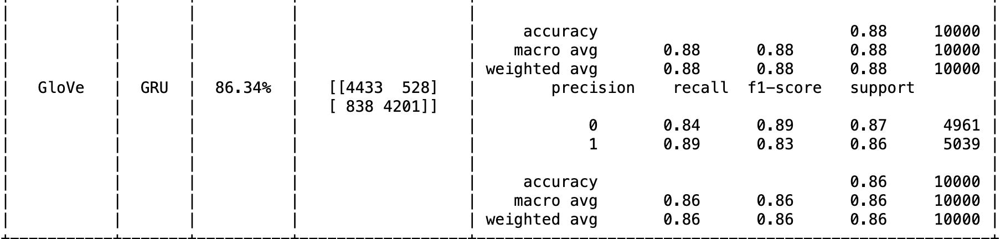 accuracy 0.88 10000
macro avg 0.88 0.88 0.88 10000
weighted avg 0.88 0.88 0.88 10000
GloVe GRU 86.34% [[4433 528] precision recall f1-score support
[ 838 4201]]
0 0.84 0.89 0.87 4961
1 0.89 0.83 0.86 5039
accuracy 0.86 10000
macro avg 0.86 0.86 0.86 10000
weighted avg 0.86 0.86 0.86 10000